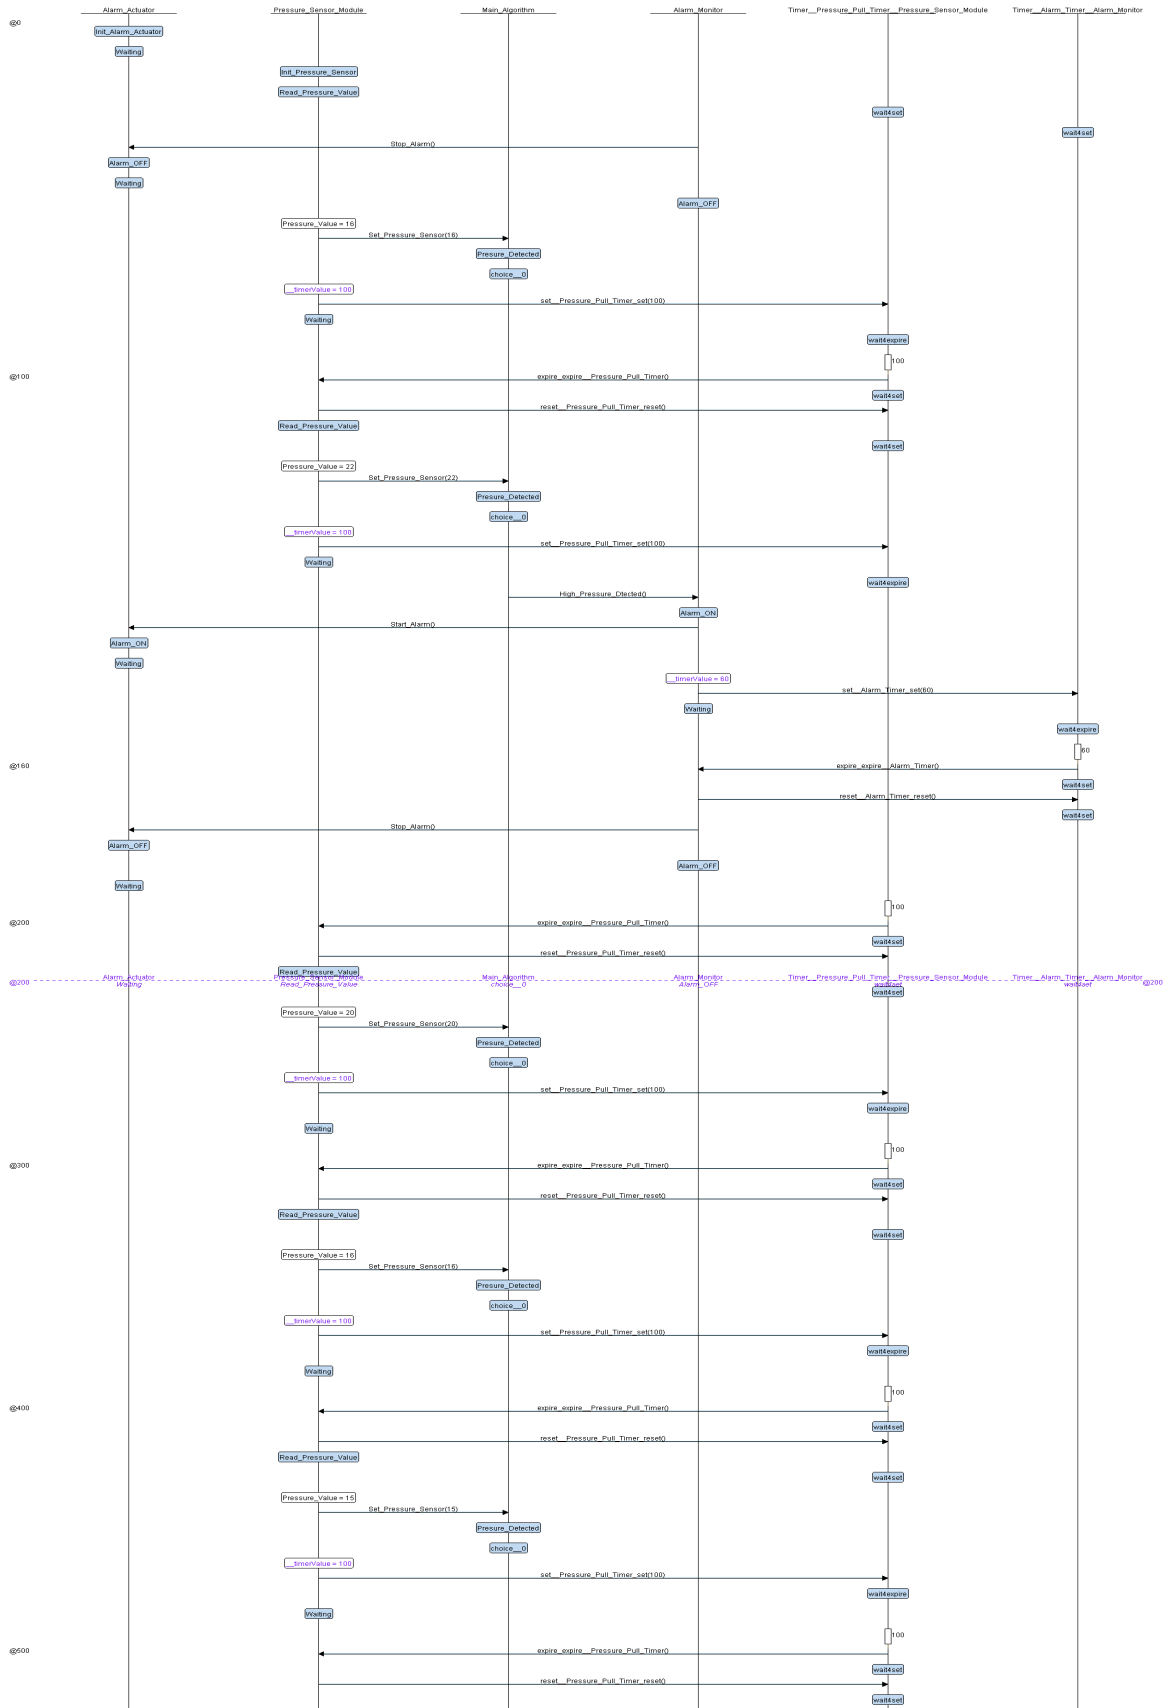 Alarm_Actuator Pressure_Sensor_Module Main_Algorithm Alarm_Monitor Timer__Pressure_Pull_Timer__Pressure_Sensor_Module Timer__Alarm_Timer__Alarm_Monitor
@0
Init_Alarm_Actuator
Waiting
Init_Pressure_Sensor
Read_Pressure_Value
wait4set
wait4set
Stop_Alarm()
Alarm_OFF
Waiting
Alarm_OFF
Pressure_Value = 16
Set_Pressure_Sensor(16)
Presure_Detected
choice__0
__timerValue = 100
set__Pressure_Pull_Timer_set(100)
Waiting
wait4expire
100
@100
expire_expire__Pressure_Pull_Timer()
wait4set
reset__Pressure_Pull_Timer_reset()
Read_Pressure_Value
wait4set
Pressure_Value = 22
Set_Pressure_Sensor(22)
Presure_Detected
choice__0
__timerValue = 100
set__Pressure_Pull_Timer_set(100)
Waiting
wait4expire
High_Pressure_Dtected()
Alarm_ON
Start_Alarm()
Alarm_ON
Waiting
__timerValue = 60
set__Alarm_Timer_set(60)
Waiting
wait4expire
60
@160
expire_expire__Alarm_Timer()
wait4set
reset__Alarm_Timer_reset()
wait4set
Stop_Alarm()
Alarm_OFF
Alarm_OFF
Waiting
100
@200
expire_expire__Pressure_Pull_Timer()
wait4set
reset__Pressure_Pull_Timer_reset()
Read_Pressure_Value
Alarm_Actuator Pressure_Sensor_Module Main_Algorithm Alarm_Monitor Timer__Pressure_Pull_Timer__Pressure_Sensor_Module Timer__Alarm_Timer__Alarm_Monitor
@200 Waiting Read_Pressure_Value choice__0 Alarm_OFF wait4set wait4set @200
wait4set
Pressure_Value = 20
Set_Pressure_Sensor(20)
Presure_Detected
choice__0
__timerValue = 100
set__Pressure_Pull_Timer_set(100)
wait4expire
Waiting
100
@300
expire_expire__Pressure_Pull_Timer()
wait4set
reset__Pressure_Pull_Timer_reset()
Read_Pressure_Value
wait4set
Pressure_Value = 16
Set_Pressure_Sensor(16)
Presure_Detected
choice__0
__timerValue = 100
set__Pressure_Pull_Timer_set(100)
wait4expire
Waiting
100
@400
expire_expire__Pressure_Pull_Timer()
wait4set
reset__Pressure_Pull_Timer_reset()
Read_Pressure_Value
wait4set
Pressure_Value = 15
Set_Pressure_Sensor(15)
Presure_Detected
choice__0
__timerValue = 100
set__Pressure_Pull_Timer_set(100)
wait4expire
Waiting
100
@500
expire_expire__Pressure_Pull_Timer()
wait4set
reset__Pressure_Pull_Timer_reset()
wait4set